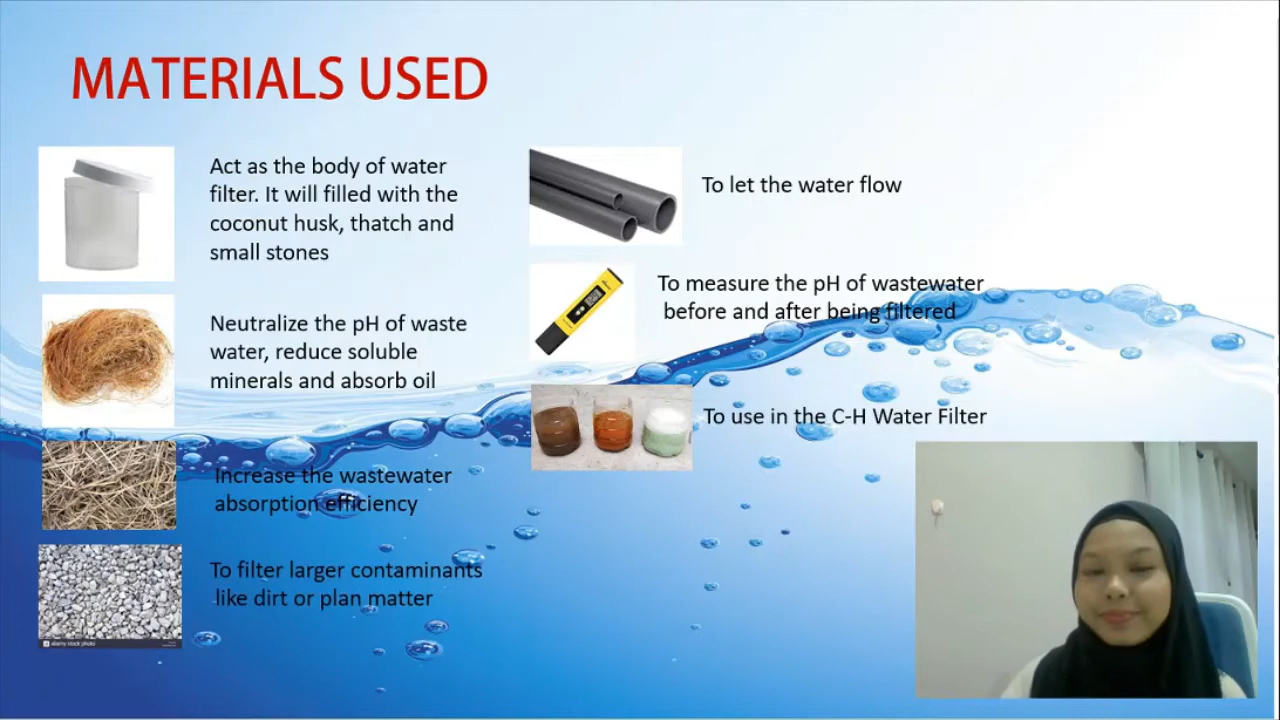 MATERIALS USED
Act as the body of water
filter. It will filled with the
coconut husk, thatch and
small stones
Neutralize the pH of waste
water, reduce soluble
minerals and absorb oil
Increase the wastewater
absorption efficiency
To filter larger contaminants
like dirt or plan matter
alamy stock photo
To let the water flow
To measure the pH of wastewater
before and after being filtered
To use in the C-H Water Filter